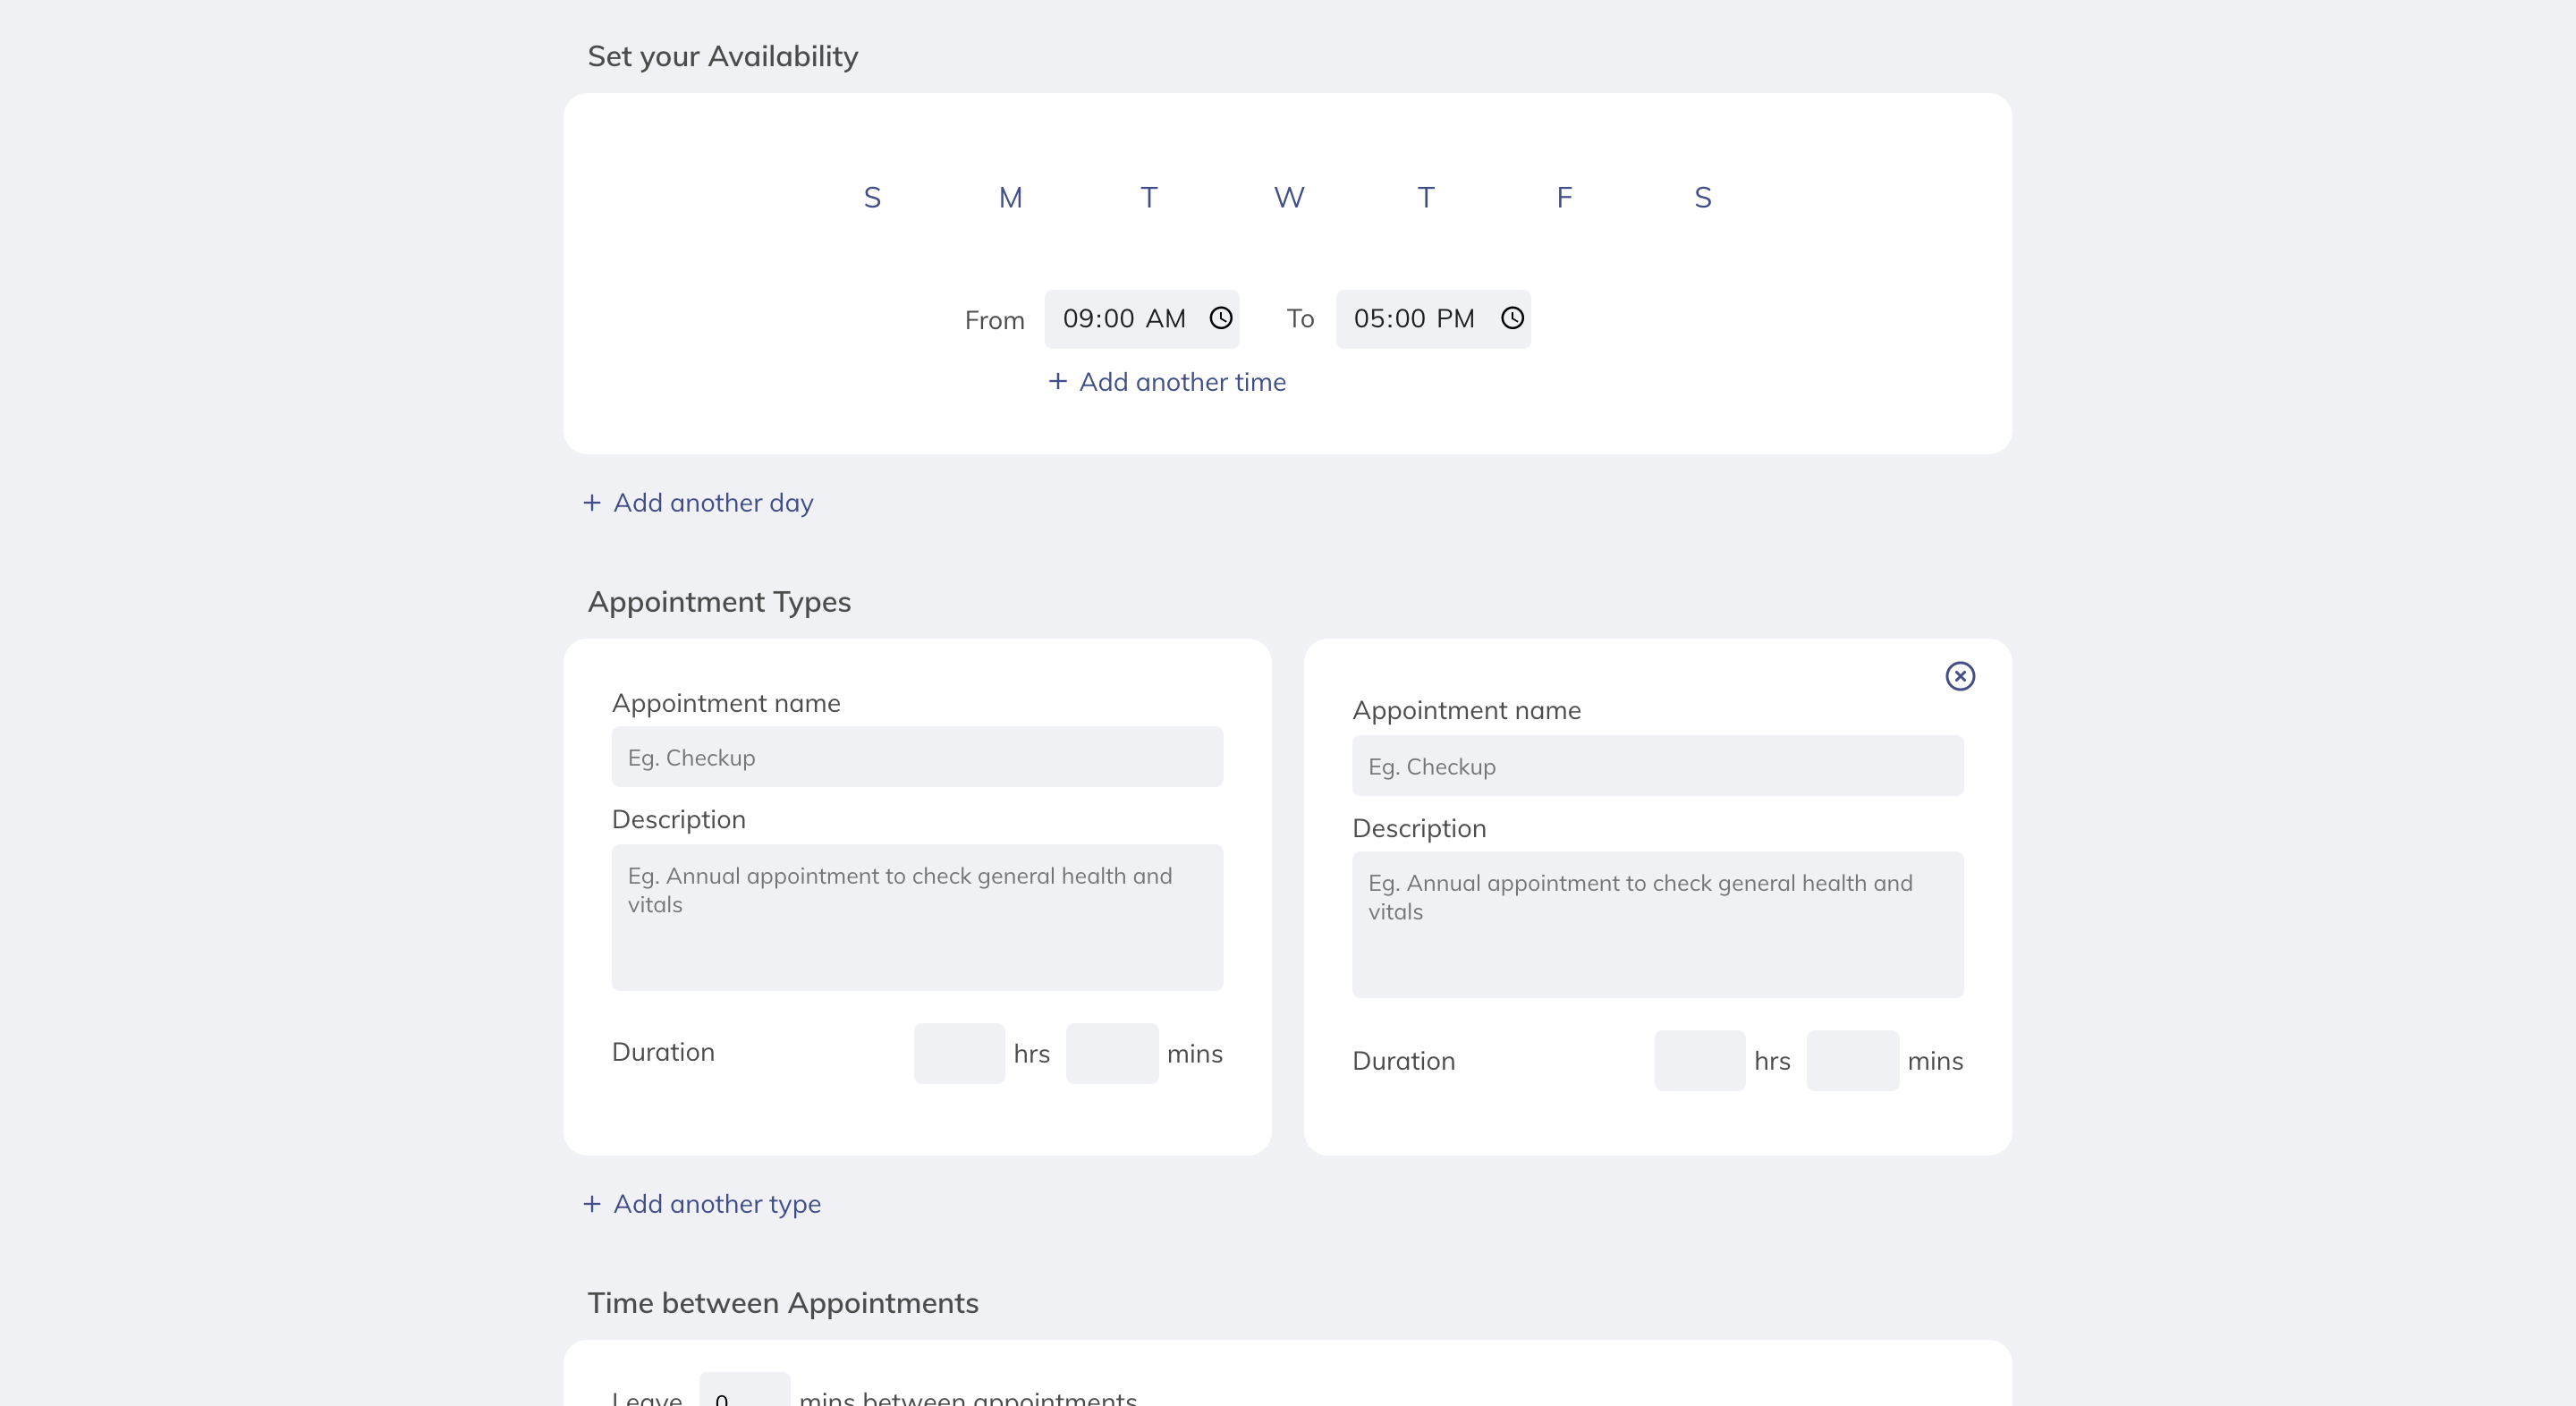 Set your Availability
S M T W T F S
From 09:00 AM To 05:00 PM
+ Add another time
+ Add another day
Appointment Types
Appointment name
Eg. Checkup
Description
Eg. Annual appointment to check general health and
vitals
Duration hrs mins
Appointment name
Eg. Checkup
Description
Eg. Annual appointment to check general health and
vitals
Duration hrs mins
+ Add another type
Time between Appointments
Leave 0 mins between appointments